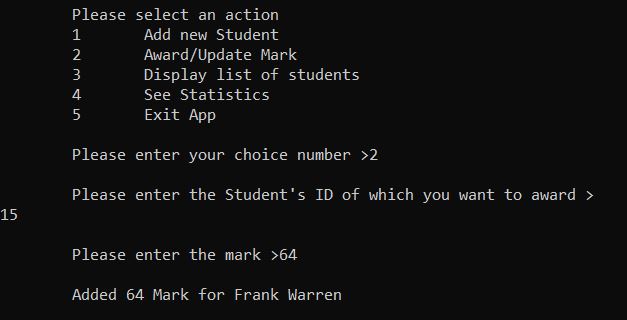 Please select an action
1 Add new Student
2 Award/Update Mark
3 Display list of students
4 See Statistics
5 Exit App
Please enter your choice number >2
Please enter the Student's ID of which you want to award >
15
Please enter the mark >64
Added 64 Mark for Frank Warren